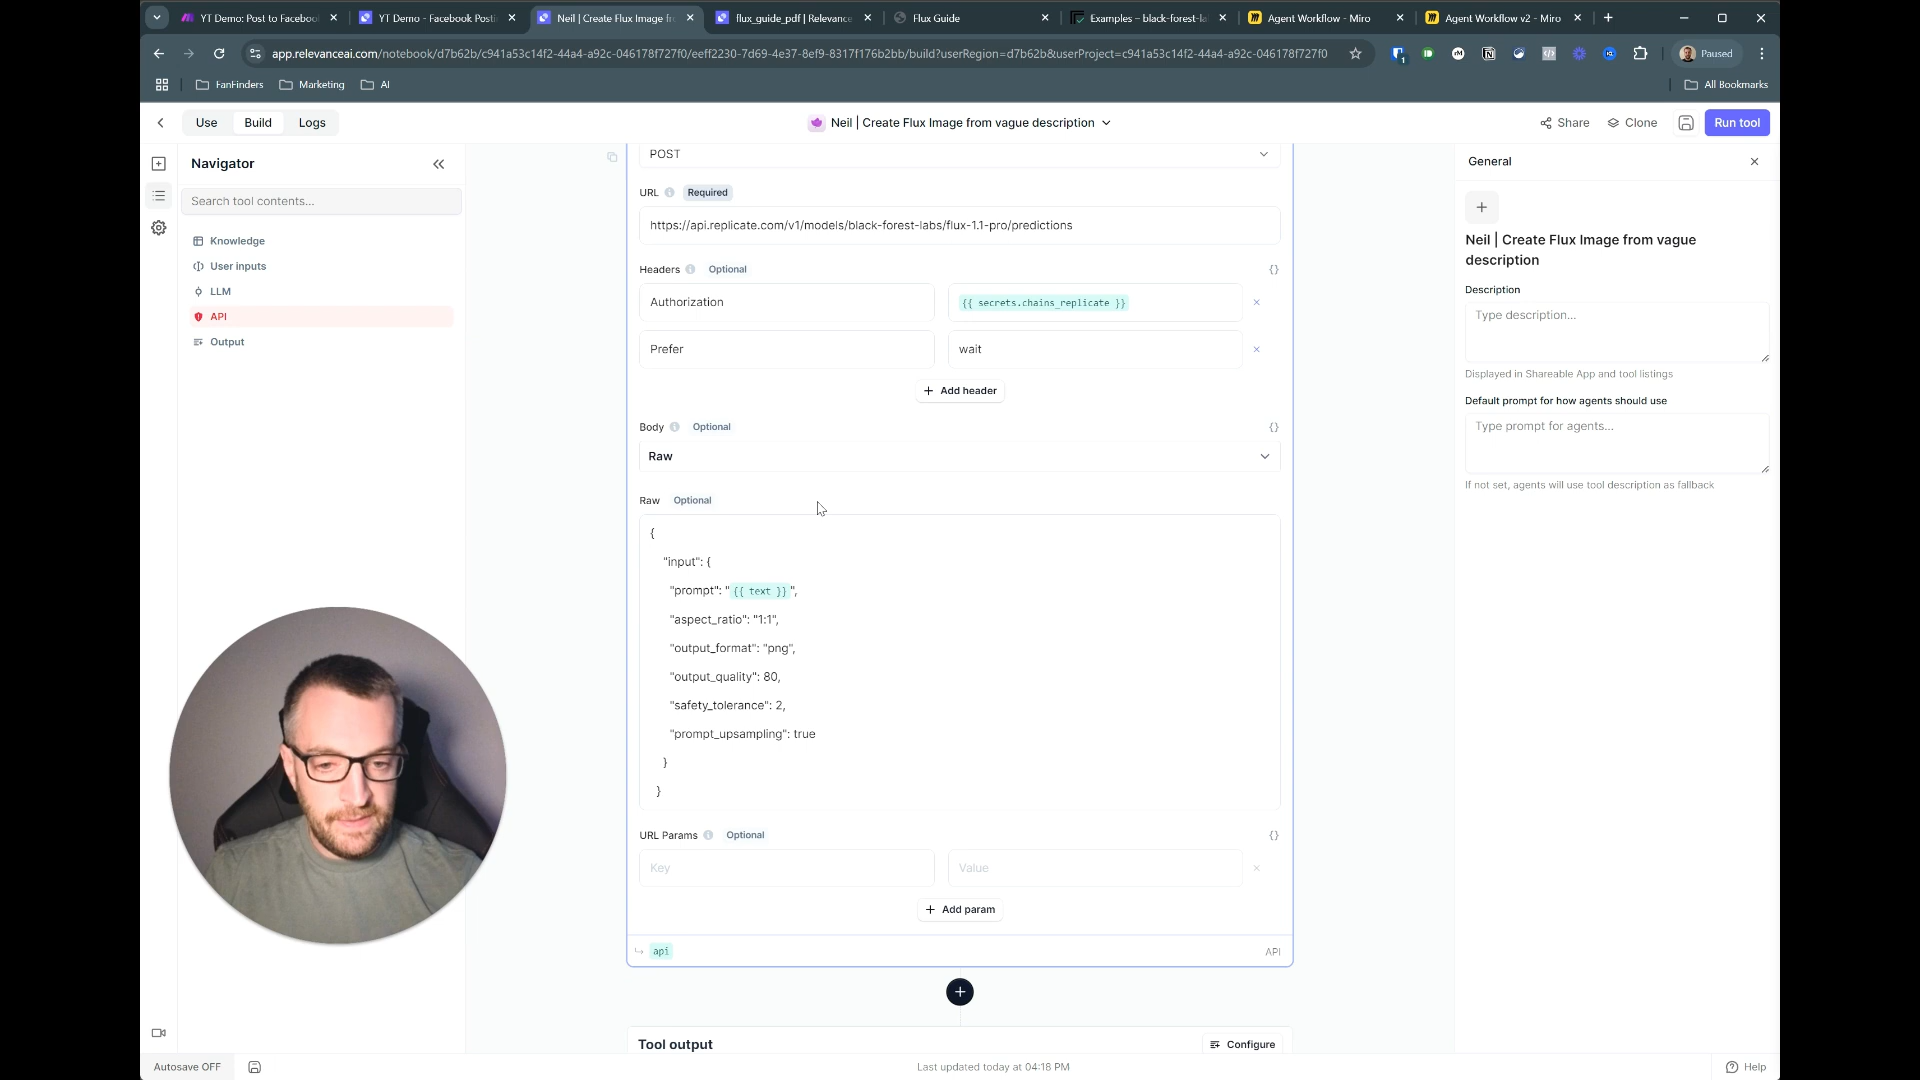 YT Demo: Post to Facebool
YT Demo - Facebook Posti
Neil | Create Flux Image fr
flux_guide_pdf | Relevance
Flux Guide
Examples – black-forest-la
Agent Workflow - Miro
Agent Workflow v2 - Miro
app.relevanceai.com/notebook/d7b62b/c941a53c14f2-44a4-a92c-046178f727f0/eeff2230-7d69-4e37-8ef9-8317f176b2bb/build?userRegion=d7b62b&userProject=c941a53c14f2-44a4-a92c-046178f727f0
Paused
FanFinders
Marketing
AI
All Bookmarks
Use
Build
Logs
Neil | Create Flux Image from vague description
Share
Clone
Run tool
Navigator
Search tool contents...
Knowledge
User inputs
LLM
API
Output
POST
URL Required
https://api.replicate.com/v1/models/black-forest-labs/flux-1.1-pro/predictions
Headers Optional {}
Authorization
{{ secrets.chains_replicate }}
Prefer
wait
+ Add header
Body Optional {}
Raw
Raw Optional
{
"input": {
"prompt": "{{ text }}",
"aspect_ratio": "1:1",
"output_format": "png",
"output_quality": 80,
"safety_tolerance": 2,
"prompt_upsampling": true
}
}
URL Params Optional {}
Key
Value
+ Add param
api
API
Tool output
Configure
General
Neil | Create Flux Image from vague
description
Description
Type description...
Displayed in Shareable App and tool listings
Default prompt for how agents should use
Type prompt for agents...
If not set, agents will use tool description as fallback
Autosave OFF
Last updated today at 04:18 PM
Help